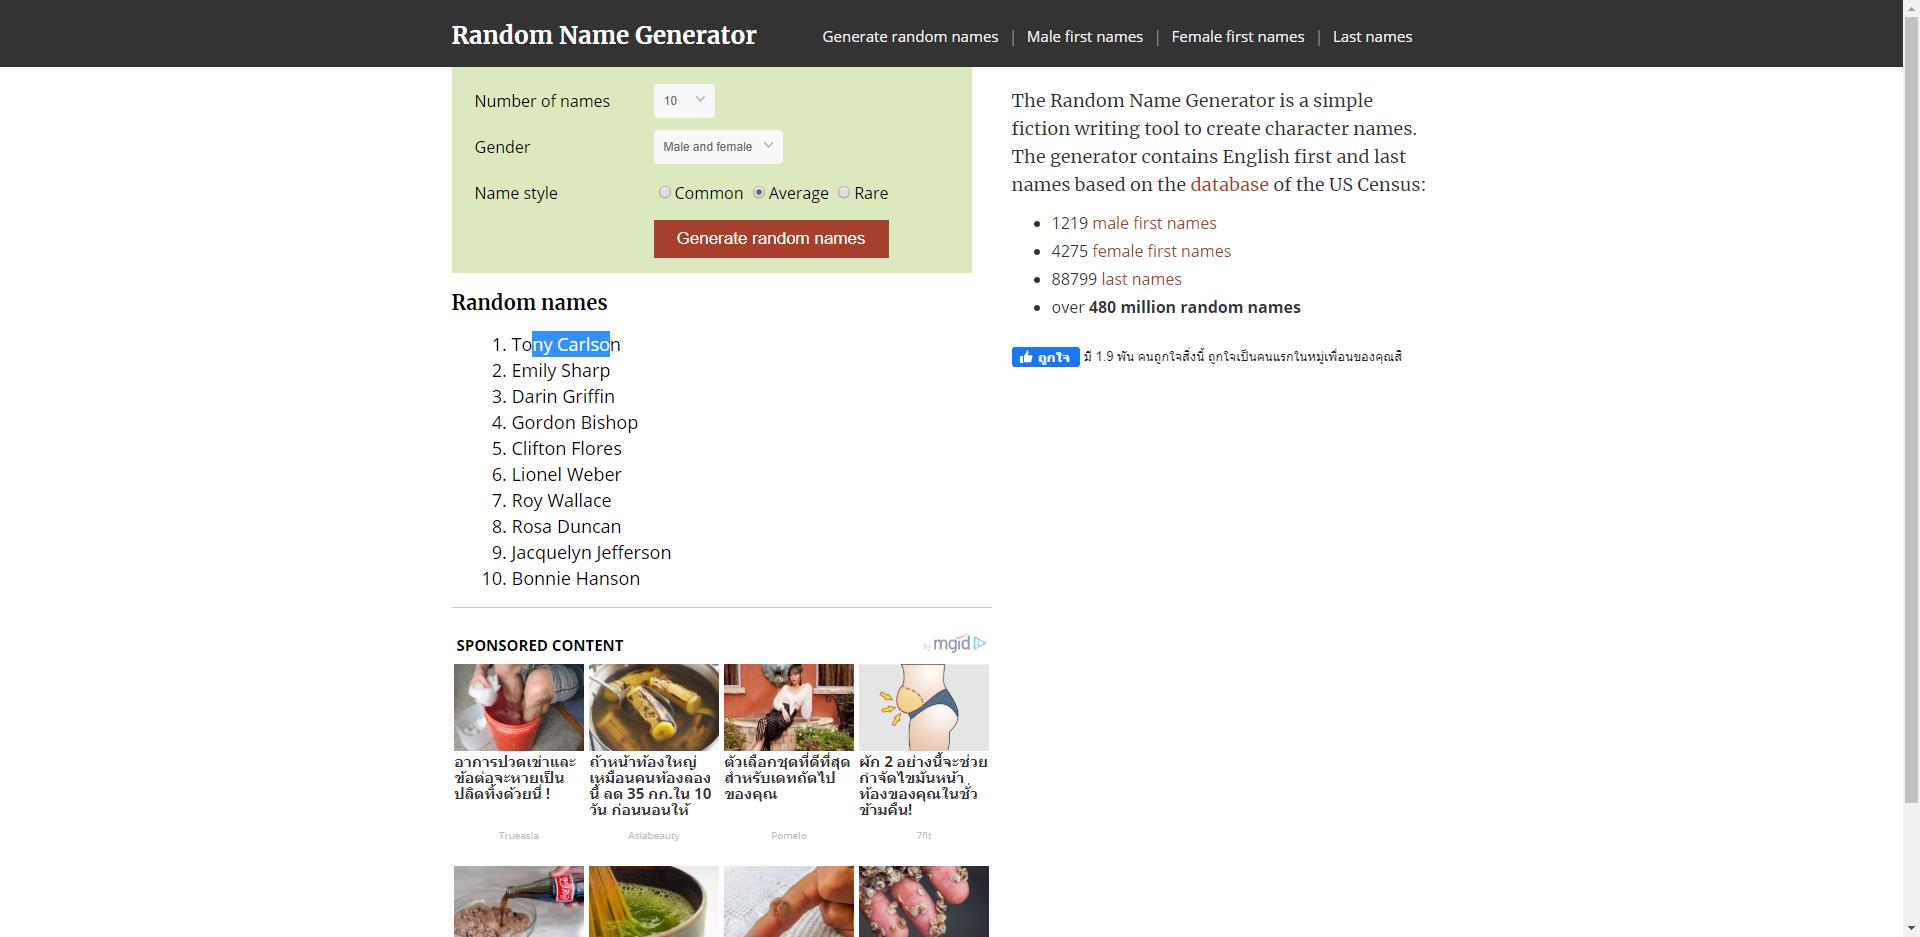 Random Name Generator
Generate random names | Male first names | Female first names | Last names
Number of names 10
Gender Male and female
Name style Common Average Rare
Generate random names
Random names
1. Tony Carlson
2. Emily Sharp
3. Darin Griffin
4. Gordon Bishop
5. Clifton Flores
6. Lionel Weber
7. Roy Wallace
8. Rosa Duncan
9. Jacquelyn Jefferson
10. Bonnie Hanson
The Random Name Generator is a simple
fiction writing tool to create character names.
The generator contains English first and last
names based on the database of the US Census:
• 1219 male first names
• 4275 female first names
• 88799 last names
• over 480 million random names
ถูกใจ มี 1.9 พัน คนถูกใจสิ่งนี้ ถูกใจเป็นคนแรกในหมู่เพื่อนของคุณสิ
SPONSORED CONTENT
by mgid
อาการปวดเข่าและ
ข้อต่อจะหายเป็น
ปลิดทิ้งด้วยนี่ !
Trueasia
ถ้าหน้าท้องใหญ่
เหมือนคนท้องลอง
นี้ ลด 35 กก.ใน 10
วัน ก่อนนอนให้
Asiabeauty
ตัวเลือกชุดที่ดีที่สุด
สำหรับเดทถัดไป
ของคุณ
Pomelo
ผัก 2 อย่างนี้จะช่วย
กำจัดไขมันหน้า
ท้องของคุณในชั่ว
ข้ามคืน!
7fit